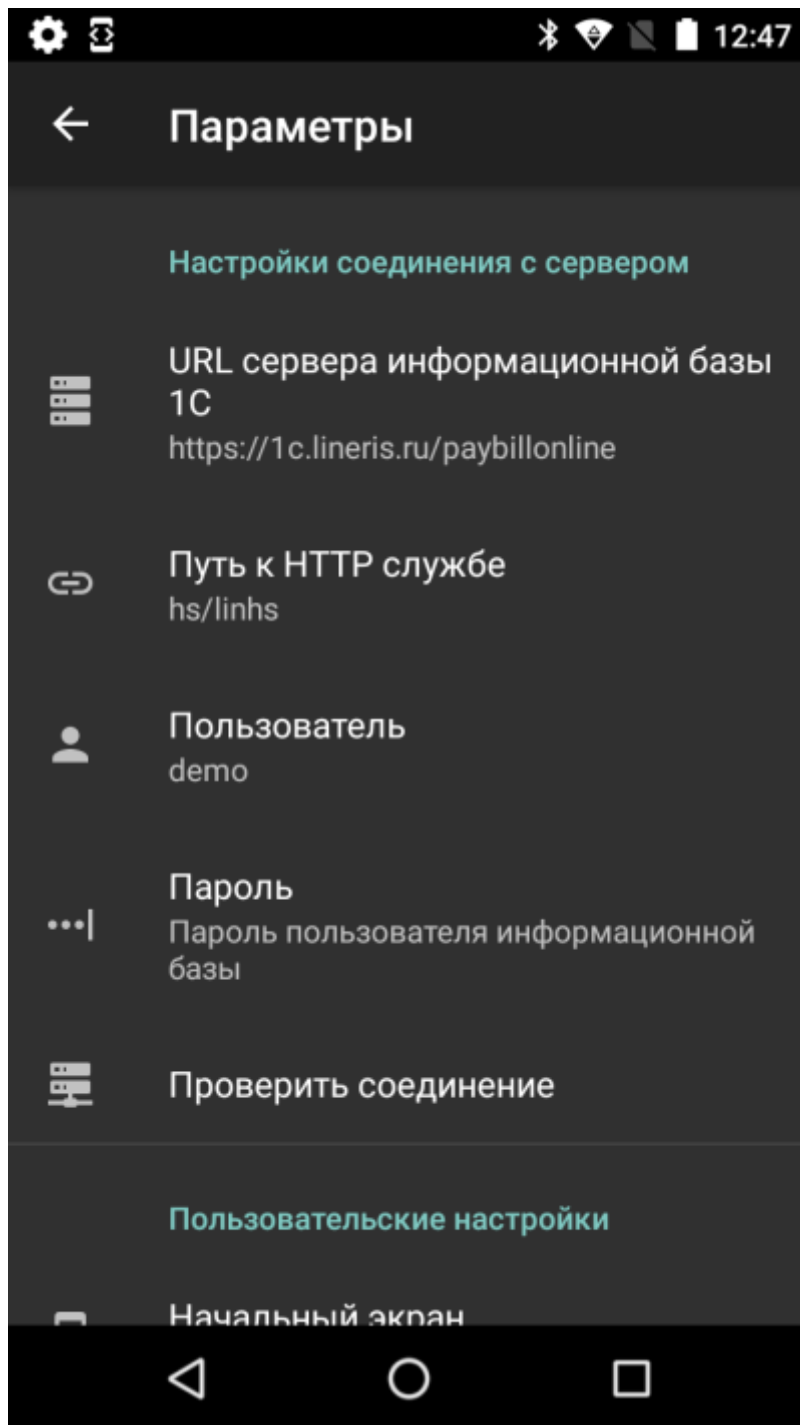 12:47
Параметры
Настройки соединения с сервером
URL сервера информационной базы
1С
https://1c.lineris.ru/paybillonline
Путь к HTTP службе
hs/linhs
Пользователь
demo
Пароль
Пароль пользователя информационной
базы
Проверить соединение
Пользовательские настройки
Начальный экран